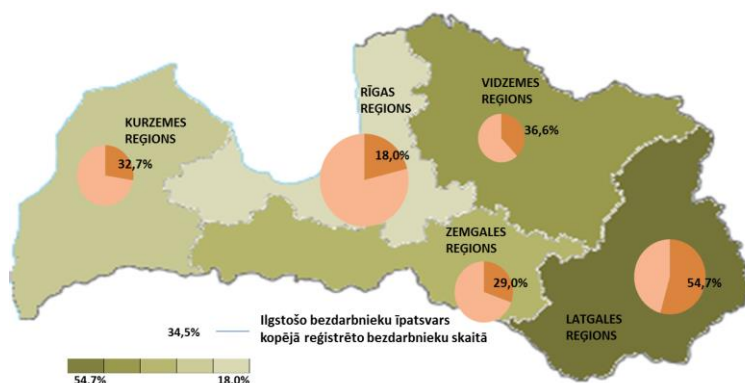 RĪGAS
REĢIONS
VIDZEMES
REĢIONS
KURZEMES
REĢIONS
36,6%
18,0%
32,7%
ZEMGALES
REĢIONS
29,0%
54,7%
LATGALES
REĢIONS
34,5%
Ilgstošo bezdarbnieku īpatsvars
kopējā reģistrēto bezdarbnieku skaitā
54,7%
18,0%